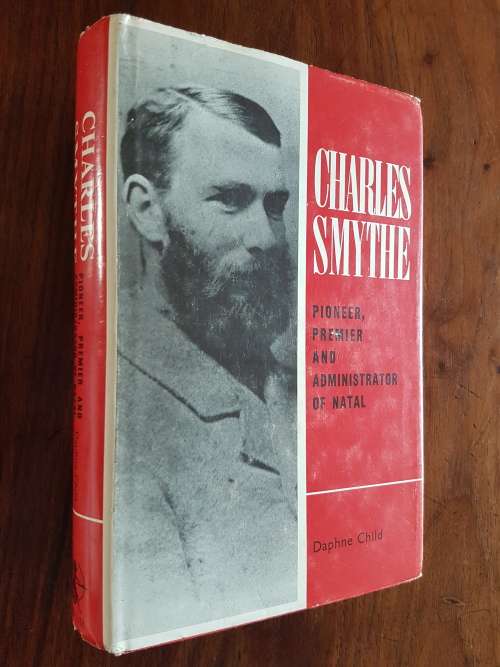 CHARLES
SMYTHE
PIONEER,
PREMIER
AND
ADMINISTRATOR
OF NATAL
Daphne Child
CHARLES
PIONEER, PREMIER AND